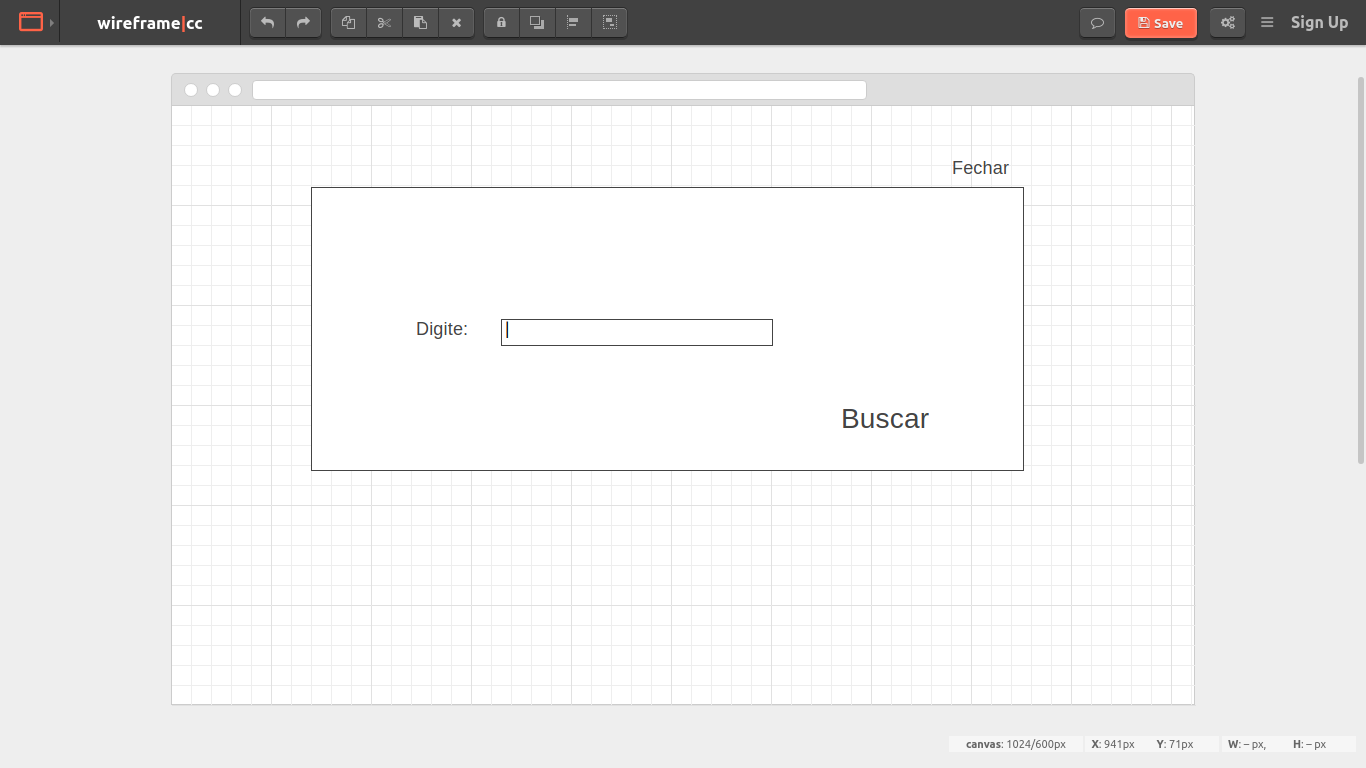 wireframe|cc
Save
Sign Up
Fechar
Digite:
Buscar
canvas: 1024/600px X: 941px Y: 71px W: – px, H: – px